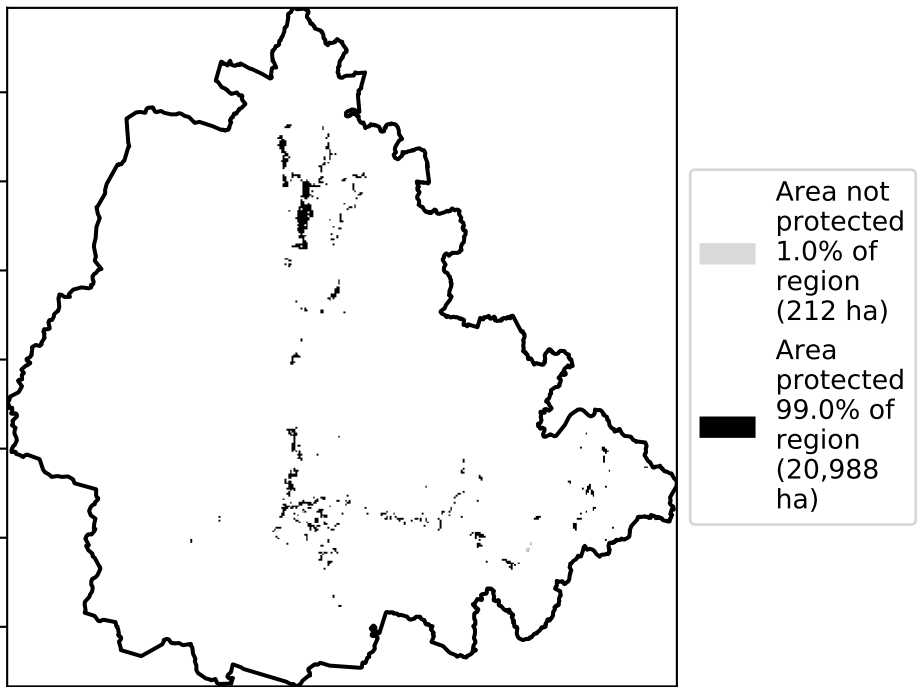 Area not
protected
1.0% of
region
(212 ha)
Area
protected
99.0% of
region
(20,988
ha)